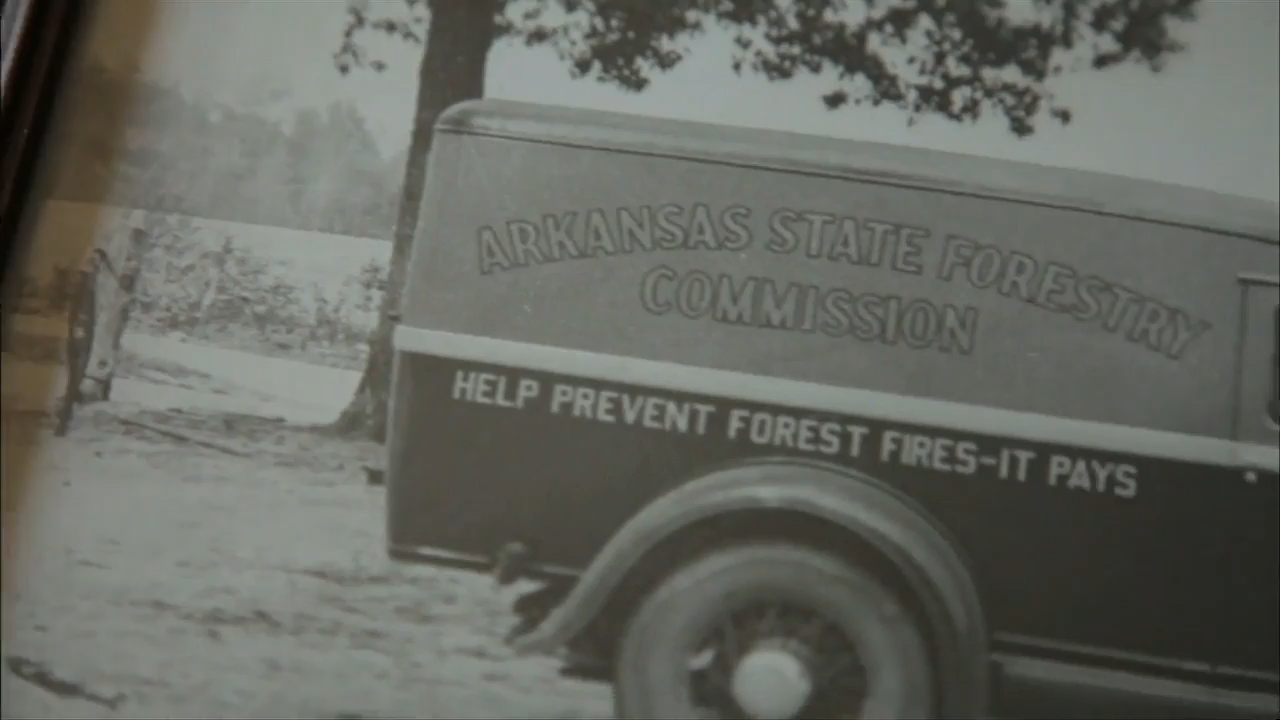 ARKANSAS STATE FORESTRY
COMMISSION
HELP PREVENT FOREST FIRES-IT PAYS